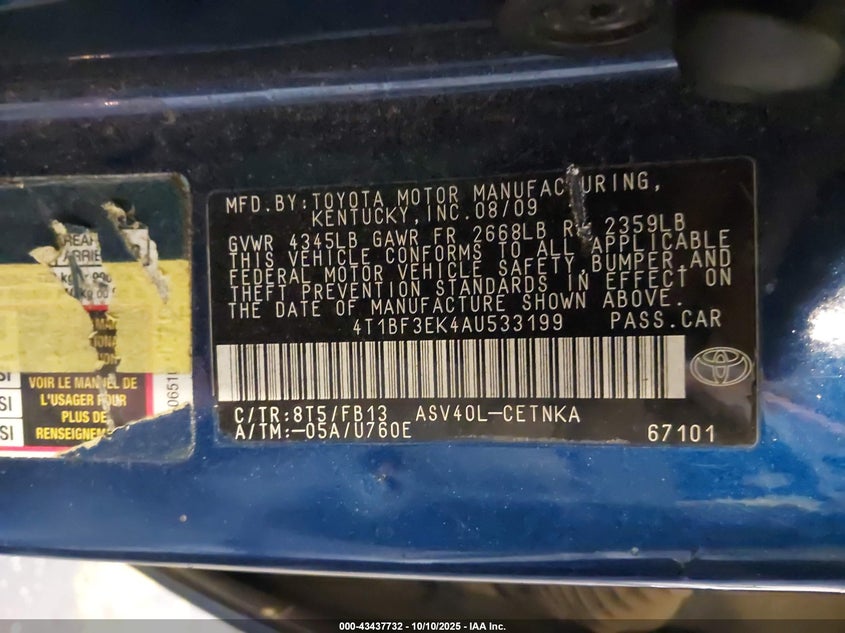 MFD.BY:TOYOTA MOTOR MANUFACTURING,
KENTUCKY,INC.08/09
GVWR 4345LB GAWR FR 2668LB RR 2359LB
THIS VEHICLE CONFORMS TO ALL APPLICABLE
FEDERAL MOTOR VEHICLE SAFETY,BUMPER,AND
THEFT PREVENTION STANDARDS IN EFFECT ON
THE DATE OF MANUFACTURE SHOWN ABOVE.
4T1BF3EK4AU533199 PASS.CAR
C/TR:8T5/FB13 ASV40L-CETNKA
A/TM:-05A/U760E 67101
VOIR LE MANUEL DE
L'USAGER POUR
PLUS DE
RENSEIGNEMENTS
000-43437732 - 10/10/2025 - IAA Inc.